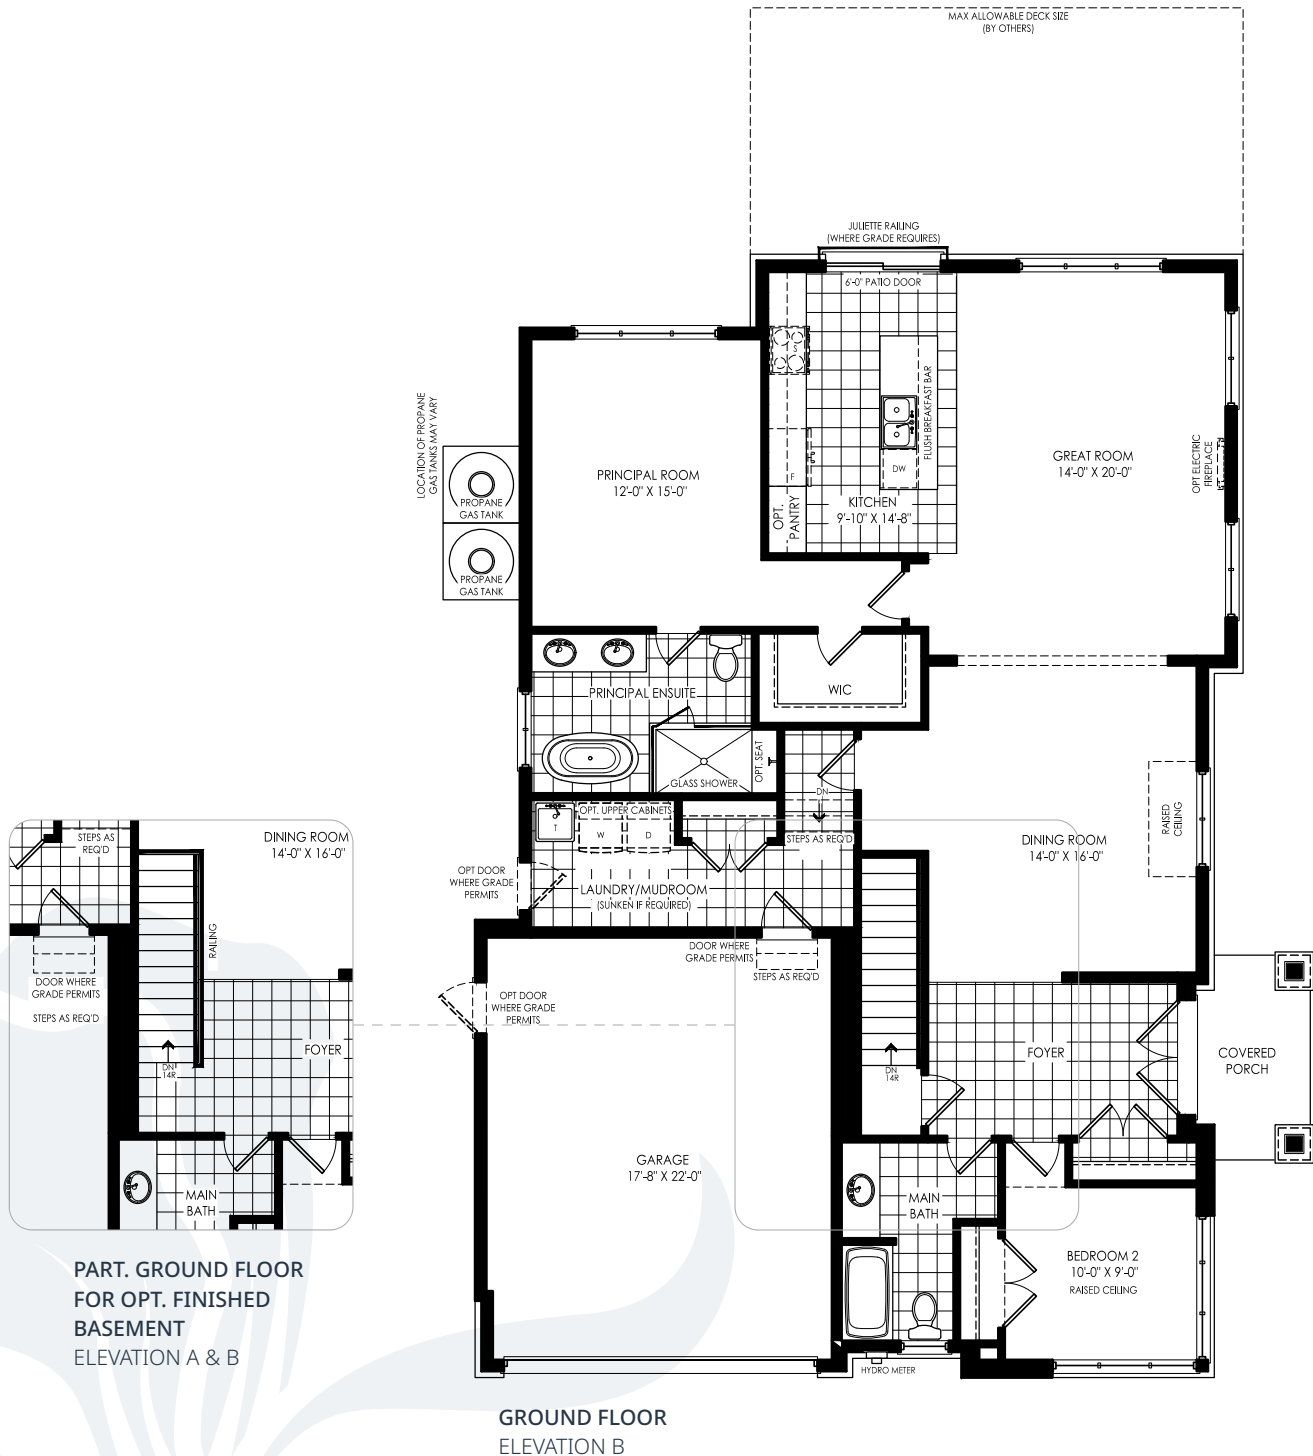 MAX ALLOWABLE DECK SIZE
(BY OTHERS)
JULIETTE RAILING
(WHERE GRADE REQUIRES)
6'-0" PATIO DOOR
S
FLUSH BREAKFAST BAR
DW
F
OPT.
PANTRY
KITCHEN
9'-10" X 14'-8"
GREAT ROOM
14'-0" X 20'-0"
OPT ELECTRIC
FIREPLACE
LOCATION OF PROPANE
GAS TANKS MAY VARY
PROPANE
GAS TANK
PROPANE
GAS TANK
PRINCIPAL ROOM
12'-0" X 15'-0"
PRINCIPAL ENSUITE
WIC
GLASS SHOWER
OPT. SEAT
DN
STEPS AS REQ'D
OPT. UPPER CABINETS
T
W
D
OPT DOOR
WHERE GRADE
PERMITS
LAUNDRY/MUDROOM
(SUNKEN IF REQUIRED)
DINING ROOM
14'-0" X 16'-0"
RAISED
CEILING
DOOR WHERE
GRADE PERMITS
STEPS AS REQ'D
OPT DOOR
WHERE GRADE
PERMITS
DN
14R
FOYER
COVERED
PORCH
GARAGE
17'-8" X 22'-0"
MAIN
BATH
BEDROOM 2
10'-0" X 9'-0"
RAISED CEILING
HYDRO METER
STEPS AS
REQ'D
DINING ROOM
14'-0" X 16'-0"
RAILING
DOOR WHERE
GRADE PERMITS
STEPS AS REQ'D
DN
14R
FOYER
MAIN
BATH
PART. GROUND FLOOR
FOR OPT. FINISHED
BASEMENT
ELEVATION A & B
GROUND FLOOR
ELEVATION B